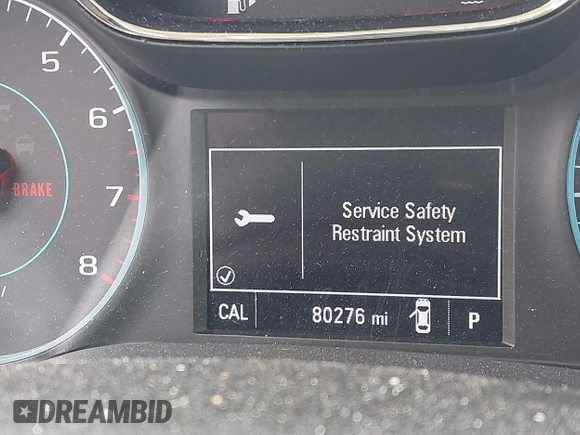 5
6
7
8
BRAKE
Service Safety
Restraint System
CAL
80276 mi
P
DREAMBID